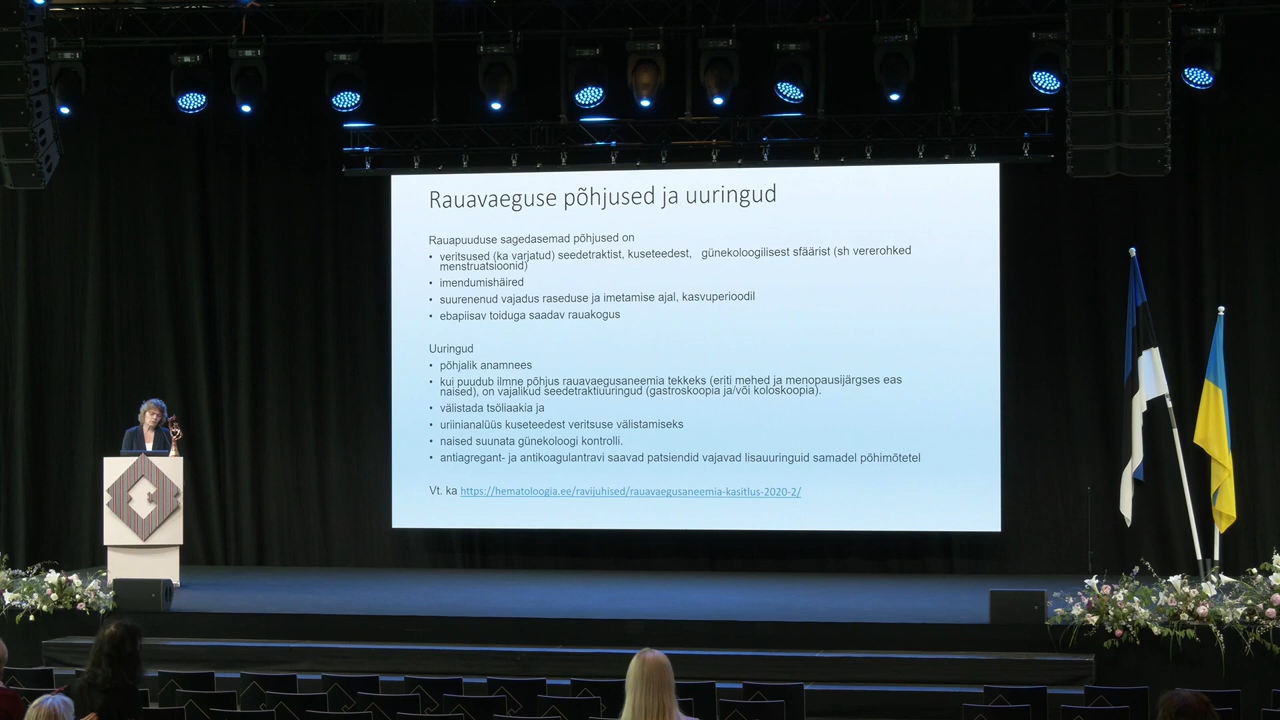 Rauavaeguse põhjused ja uuringud
Rauapuuduse sagedasemad põhjused on
• veritsused (ka varjatud) seedetraktist, kuseteedest, günekoloogilisest sfäärist (sh vererohked
menstruatsioonid)
• imendumishäired
• suurenenud vajadus raseduse ja imetamise ajal, kasvuperioodil
• ebapiisav toiduga saadav rauakogus
Uuringud
• põhjalik anamnees
• kui puudub ilmne põhjus rauavaegusaneemia tekkeks (eriti mehed ja menopausijärgses eas
naised), on vajalikud seedetraktiuuringud (gastroskoopia ja/või koloskoopia).
• välistada tsöliaakia ja
• uriinianalüüs kuseteedest veritsuse välistamiseks
• naised suunata günekoloogi kontrolli.
• antiagregant- ja antikoagulantravi saavad patsiendid vajavad lisauuringuid samadel põhimõtetel
Vt. ka https://hematoloogia.ee/ravijuhised/rauavaegusaneemia-kasitlus-2020-2/